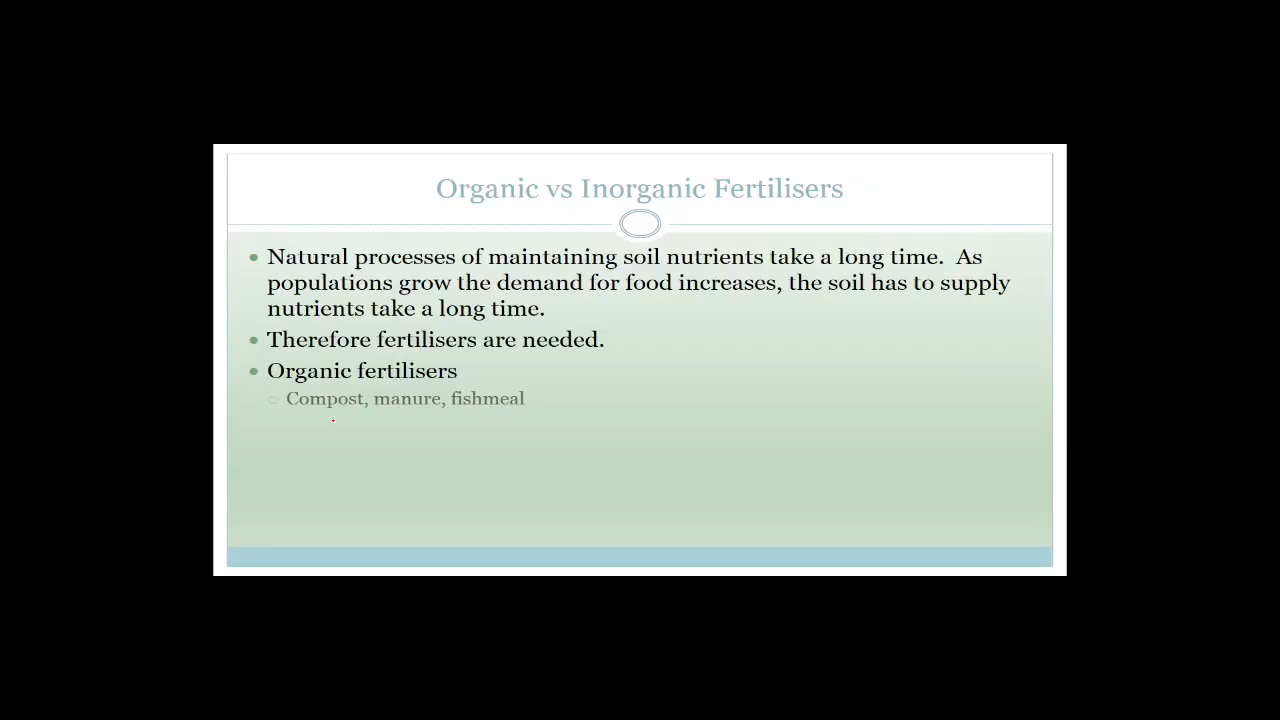 Organic vs Inorganic Fertilisers
Natural processes of maintaining soil nutrients take a long time.  As
populations grow the demand for food increases, the soil has to supply
nutrients take a long time.
Therefore fertilisers are needed.
Organic fertilisers
Compost, manure, fishmeal